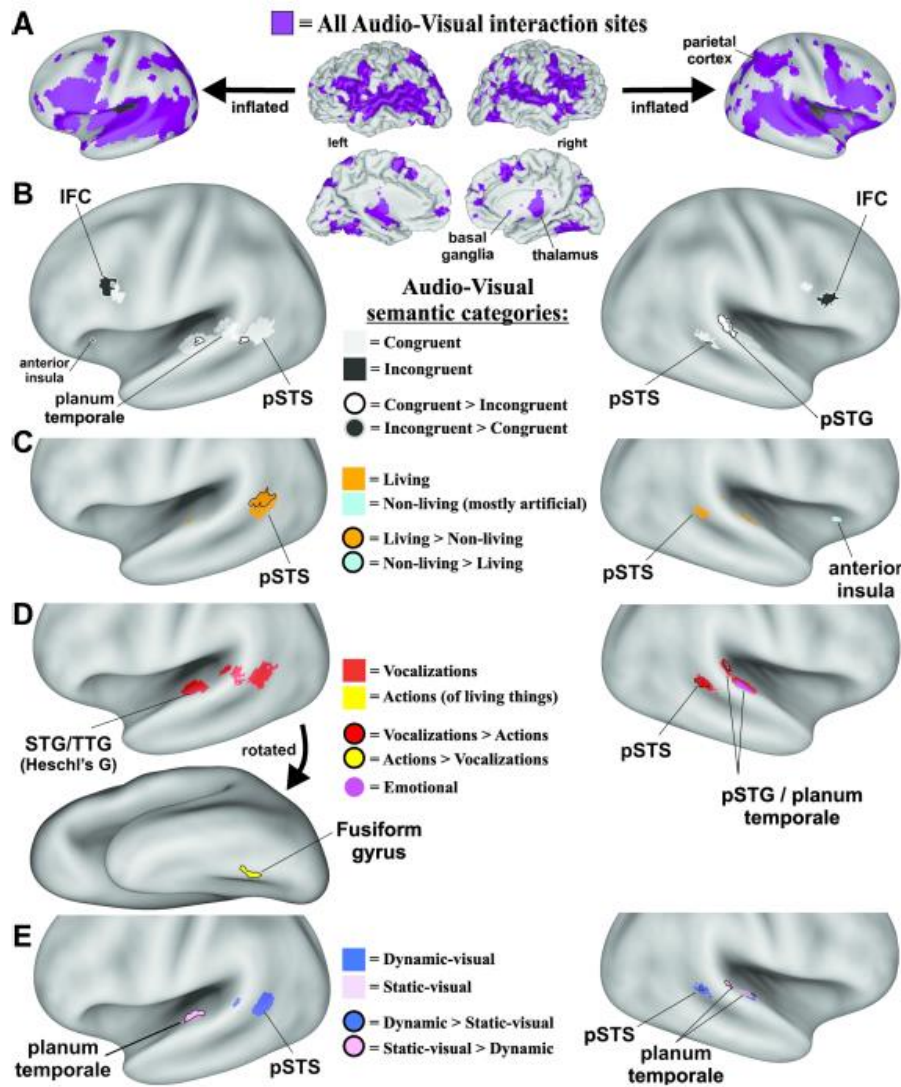 A
= All Audio-Visual interaction sites
parietal
cortex
inflated
inflated
left
right
B
IFC
IFC
basal
ganglia
thalamus
Audio-Visual
semantic categories:
= Congruent
= Incongruent
= Congruent > Incongruent
= Incongruent > Congruent
anterior
insula
planum
temporale
pSTS
pSTS
pSTG
C
= Living
= Non-living (mostly artificial)
= Living > Non-living
= Non-living > Living
pSTS
pSTS
anterior
insula
D
= Vocalizations
= Actions (of living things)
= Vocalizations > Actions
= Actions > Vocalizations
= Emotional
STG/TTG
(Heschl's G)
rotated
pSTS
pSTG / planum
temporale
Fusiform
gyrus
E
= Dynamic-visual
= Static-visual
= Dynamic > Static-visual
= Static-visual > Dynamic
planum
temporale
pSTS
pSTS
planum
temporale